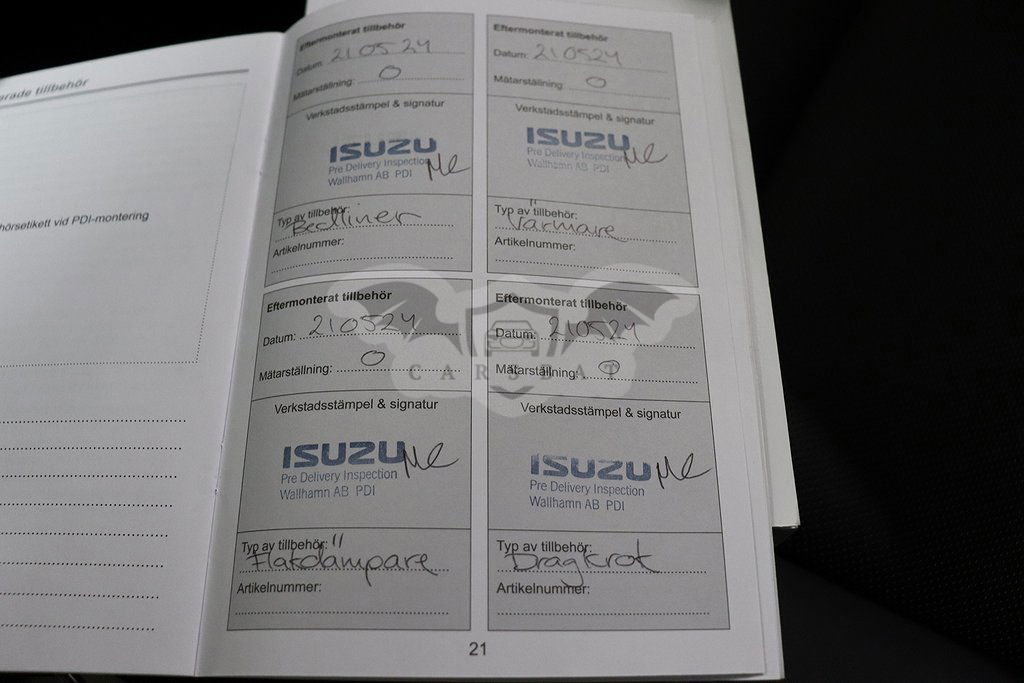 erade tillbehör
hörsetikett vid PDI-montering
Eftermonterat tillbehör
Datum: 210524
Mätarställning: 0
Verkstadsstämpel & signatur
ISUZU
Pre Delivery Inspection
Wallhamn AB PDI
Typ av tillbehör:
Bedliner
Artikelnummer:
Eftermonterat tillbehör
Datum: 210524
Mätarställning: 0
Verkstadsstämpel & signatur
ISUZU
Pre Delivery Inspection
Wallhamn AB PDI
Typ av tillbehör:
Värmare
Artikelnummer:
Eftermonterat tillbehör
Datum: 210524
Mätarställning: 0
Verkstadsstämpel & signatur
ISUZU
Pre Delivery Inspection
Wallhamn AB PDI
Typ av tillbehör:
Flakdämpare
Artikelnummer:
Eftermonterat tillbehör
Datum: 210524
Mätarställning: 0
Verkstadsstämpel & signatur
ISUZU
Pre Delivery Inspection
Wallhamn AB PDI
Typ av tillbehör:
Dragkrok
Artikelnummer:
CARSBAT
21